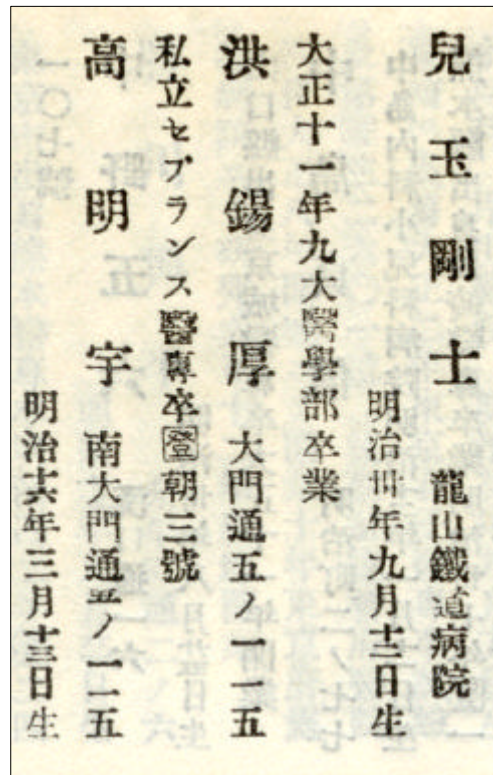 兒玉剛士 龍山鐵道病院
明治卅年九月十二日生
大正十一年九大醫學部卒業
洪錫厚 大門通五ノ一一五
私立セブランス醫專卒登朝三號
高明宇 南大門通五ノ一一五
明治十六年三月十三日生